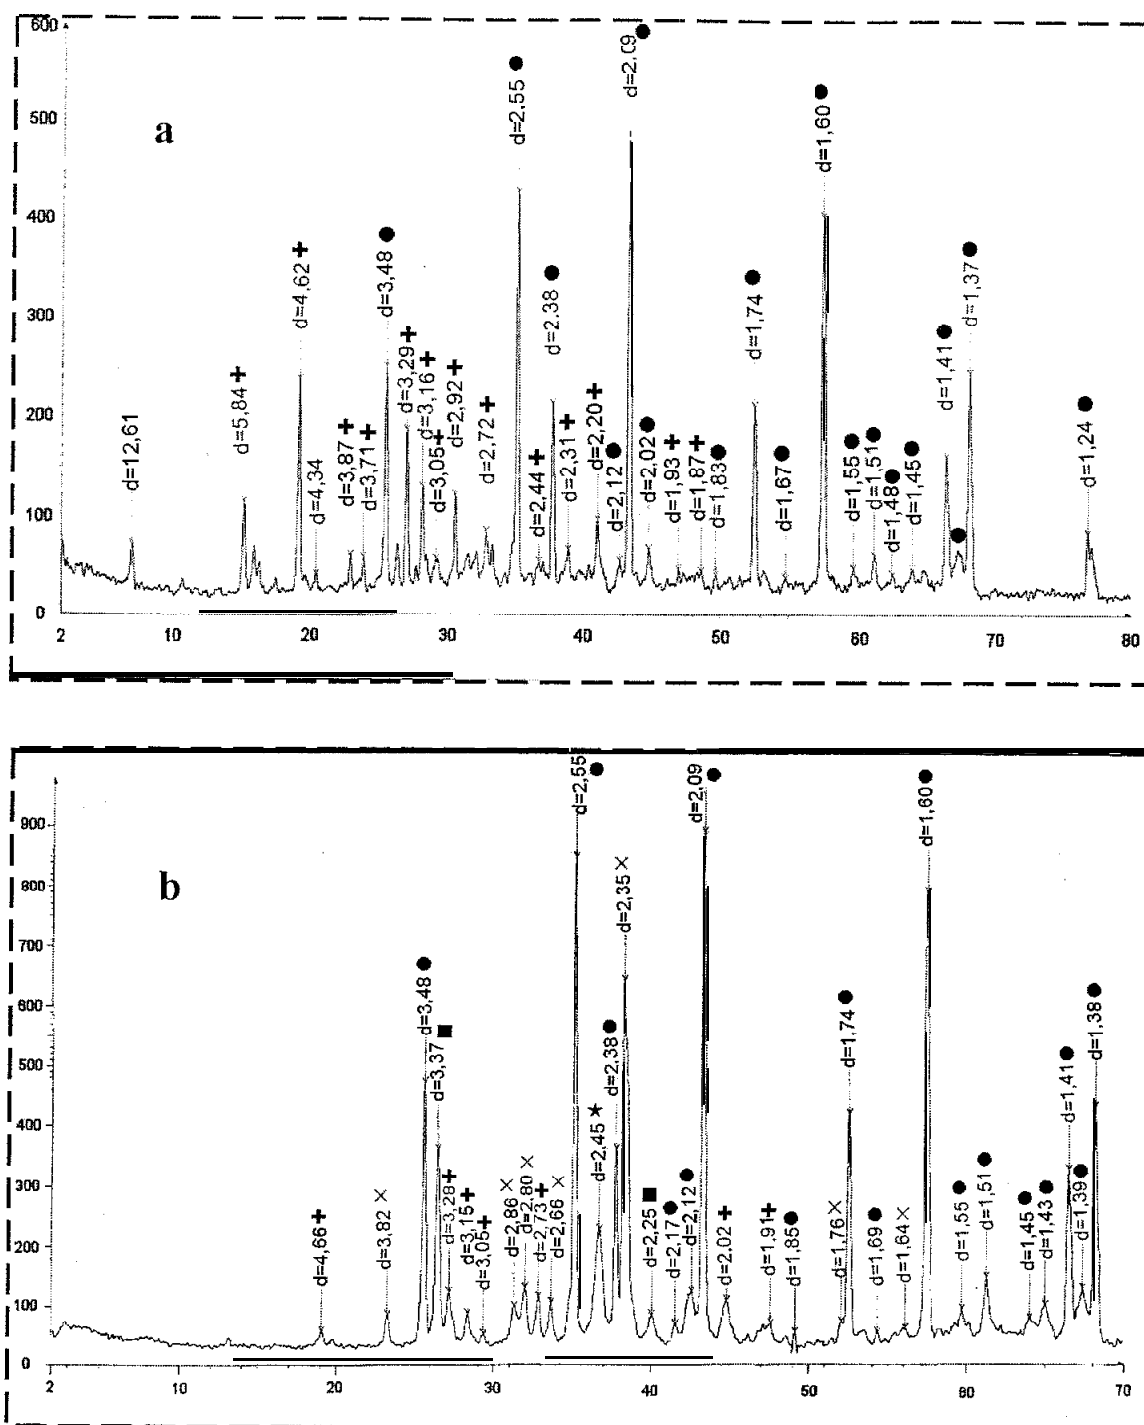 a
600
500
400
300
200
100
0
d=12,61
d=5,84
d=4,62
d=4,34
d=3,87
d=3,71
d=3,48
d=3,29
d=3,16
d=3,05
d=2,92
d=2,72
d=2,55
d=2,44
d=2,38
d=2,31
d=2,20
d=2,12
d=2,09
d=2,02
d=1,93
d=1,87
d=1,83
d=1,74
d=1,67
d=1,60
d=1,55
d=1,51
d=1,48
d=1,45
d=1,41
d=1,37
d=1,24
2 10 20 30 40 50 60 70 80
b
900
800
700
600
500
400
300
200
100
0
d=4,66
d=3,82
d=3,48
d=3,37
d=3,28
d=3,15
d=3,05
d=2,86
d=2,80
d=2,73
d=2,66
d=2,55
d=2,45
d=2,38
d=2,35
d=2,25
d=2,17
d=2,12
d=2,09
d=2,02
d=1,91
d=1,85
d=1,76
d=1,74
d=1,69
d=1,64
d=1,60
d=1,55
d=1,51
d=1,45
d=1,43
d=1,41
d=1,39
d=1,38
2 10 20 30 40 50 60 70